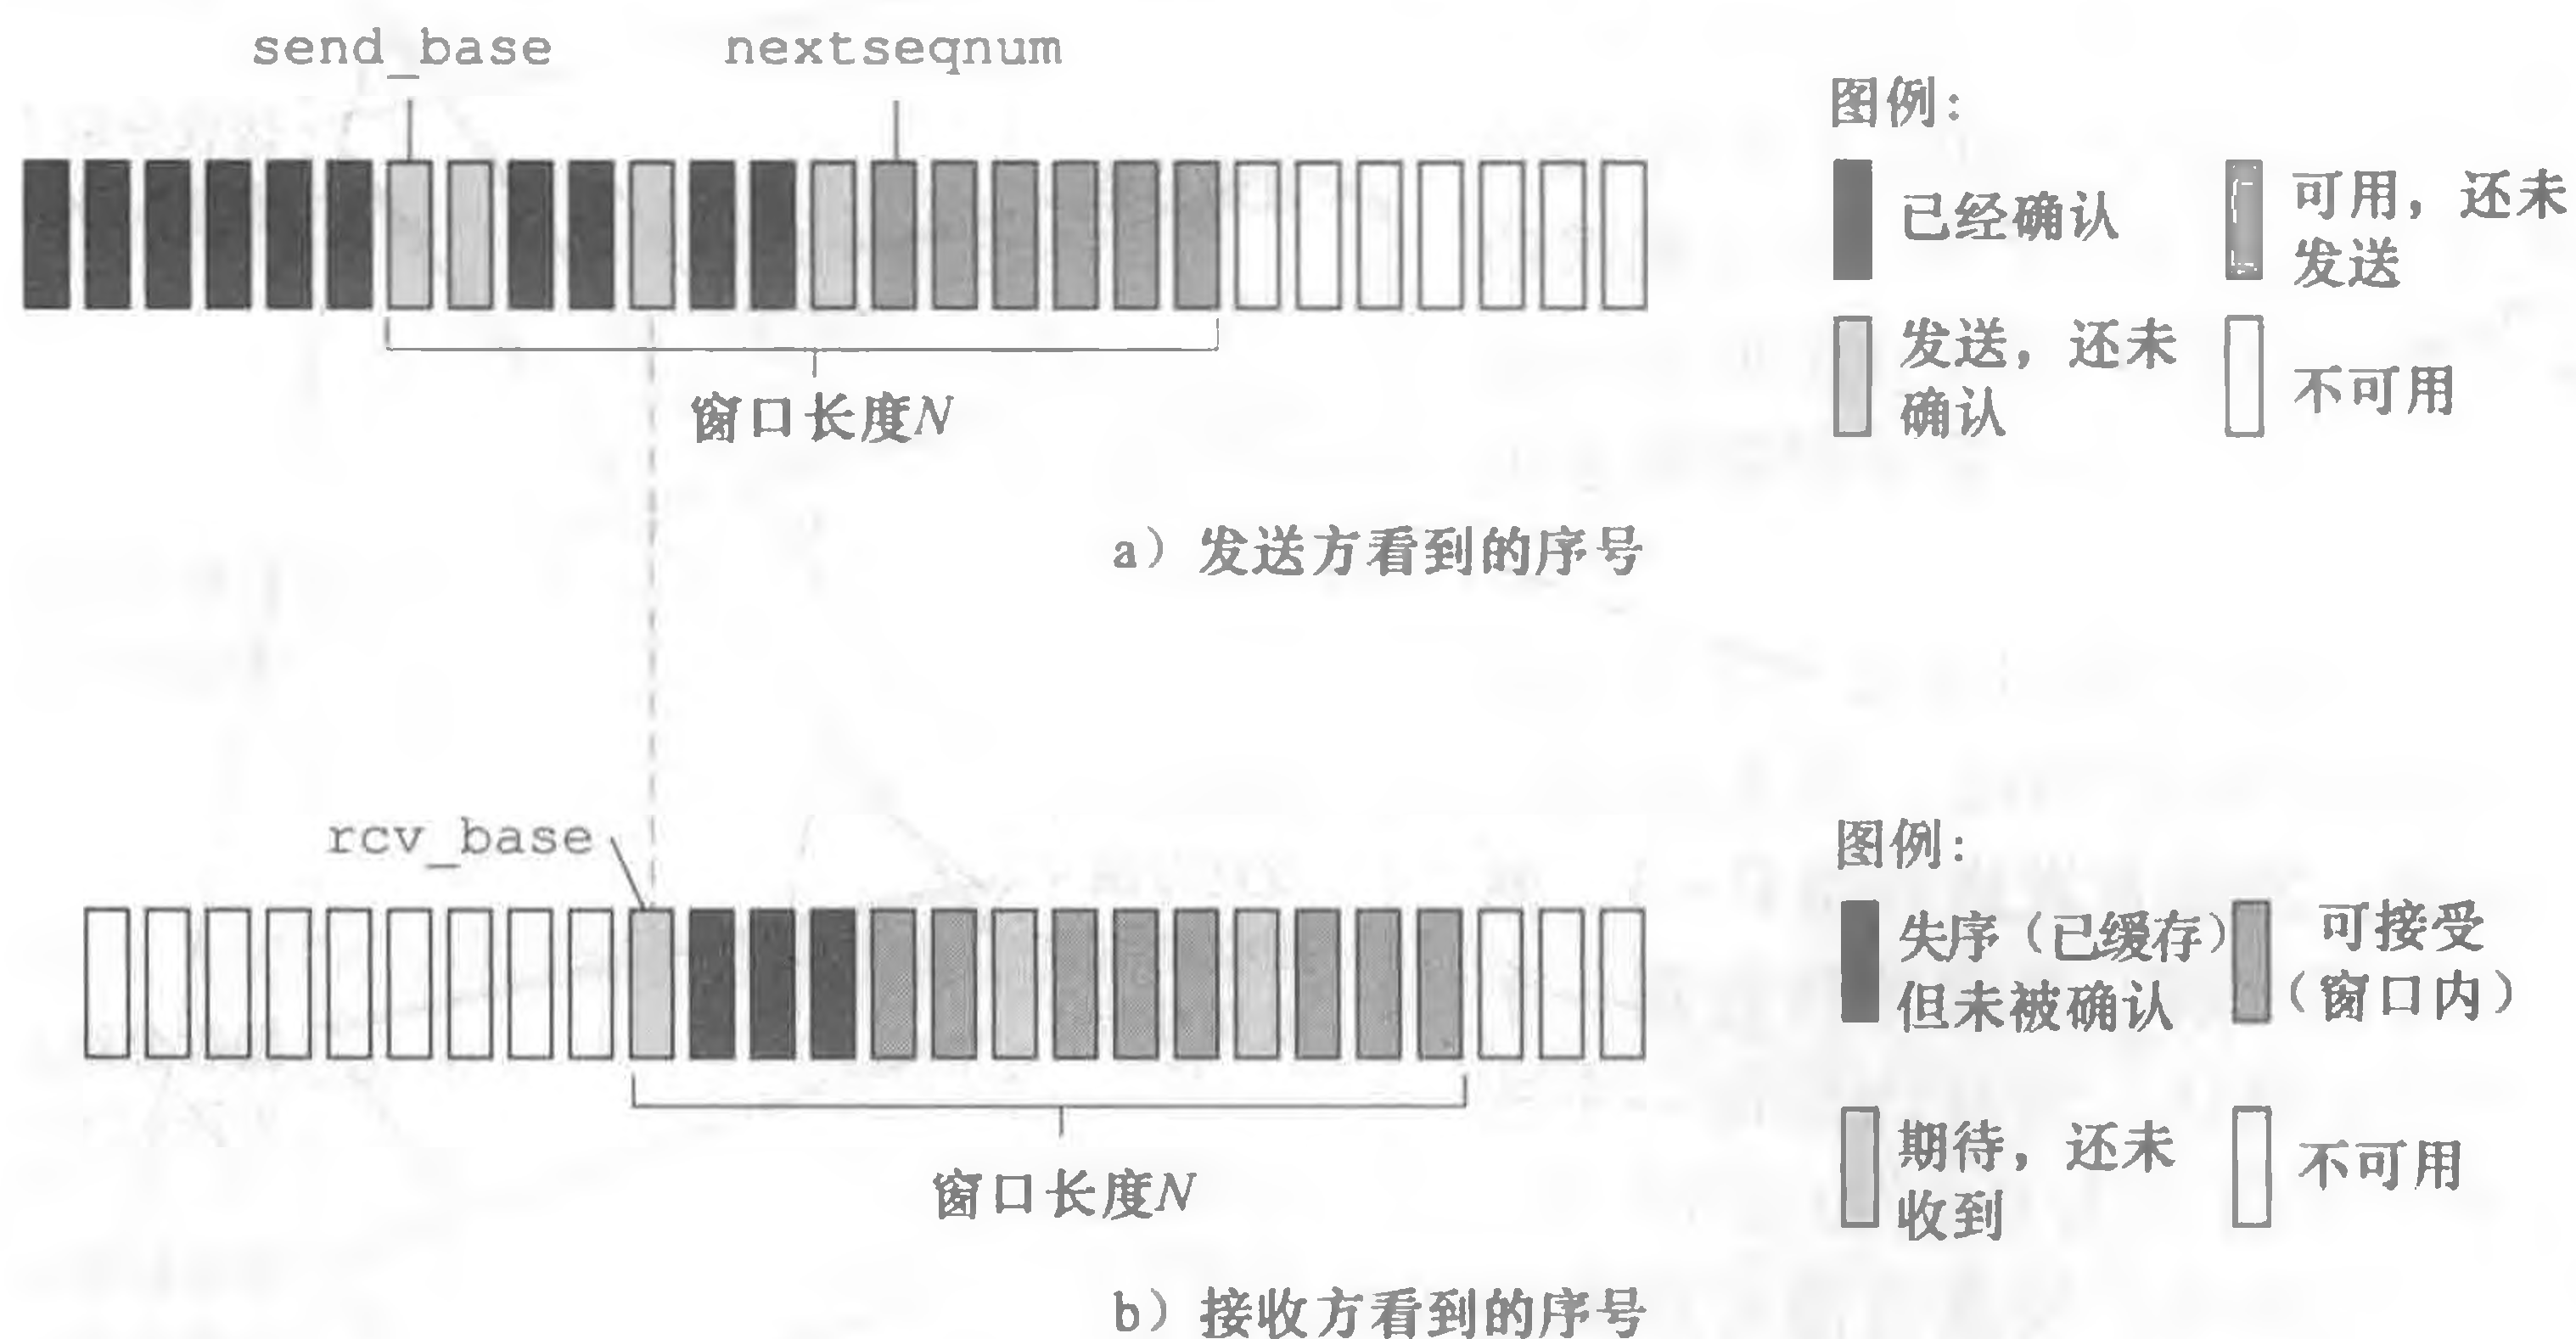 send_base
nextseqnum
图例:
已经确认
可用，还未
发送
发送，还未
确认
不可用
窗口长度N
a）发送方看到的序号
rcv_base
图例:
失序（已缓存）
但未被确认
可接受
（窗口内）
期待，还未
收到
不可用
窗口长度N
b）接收方看到的序号